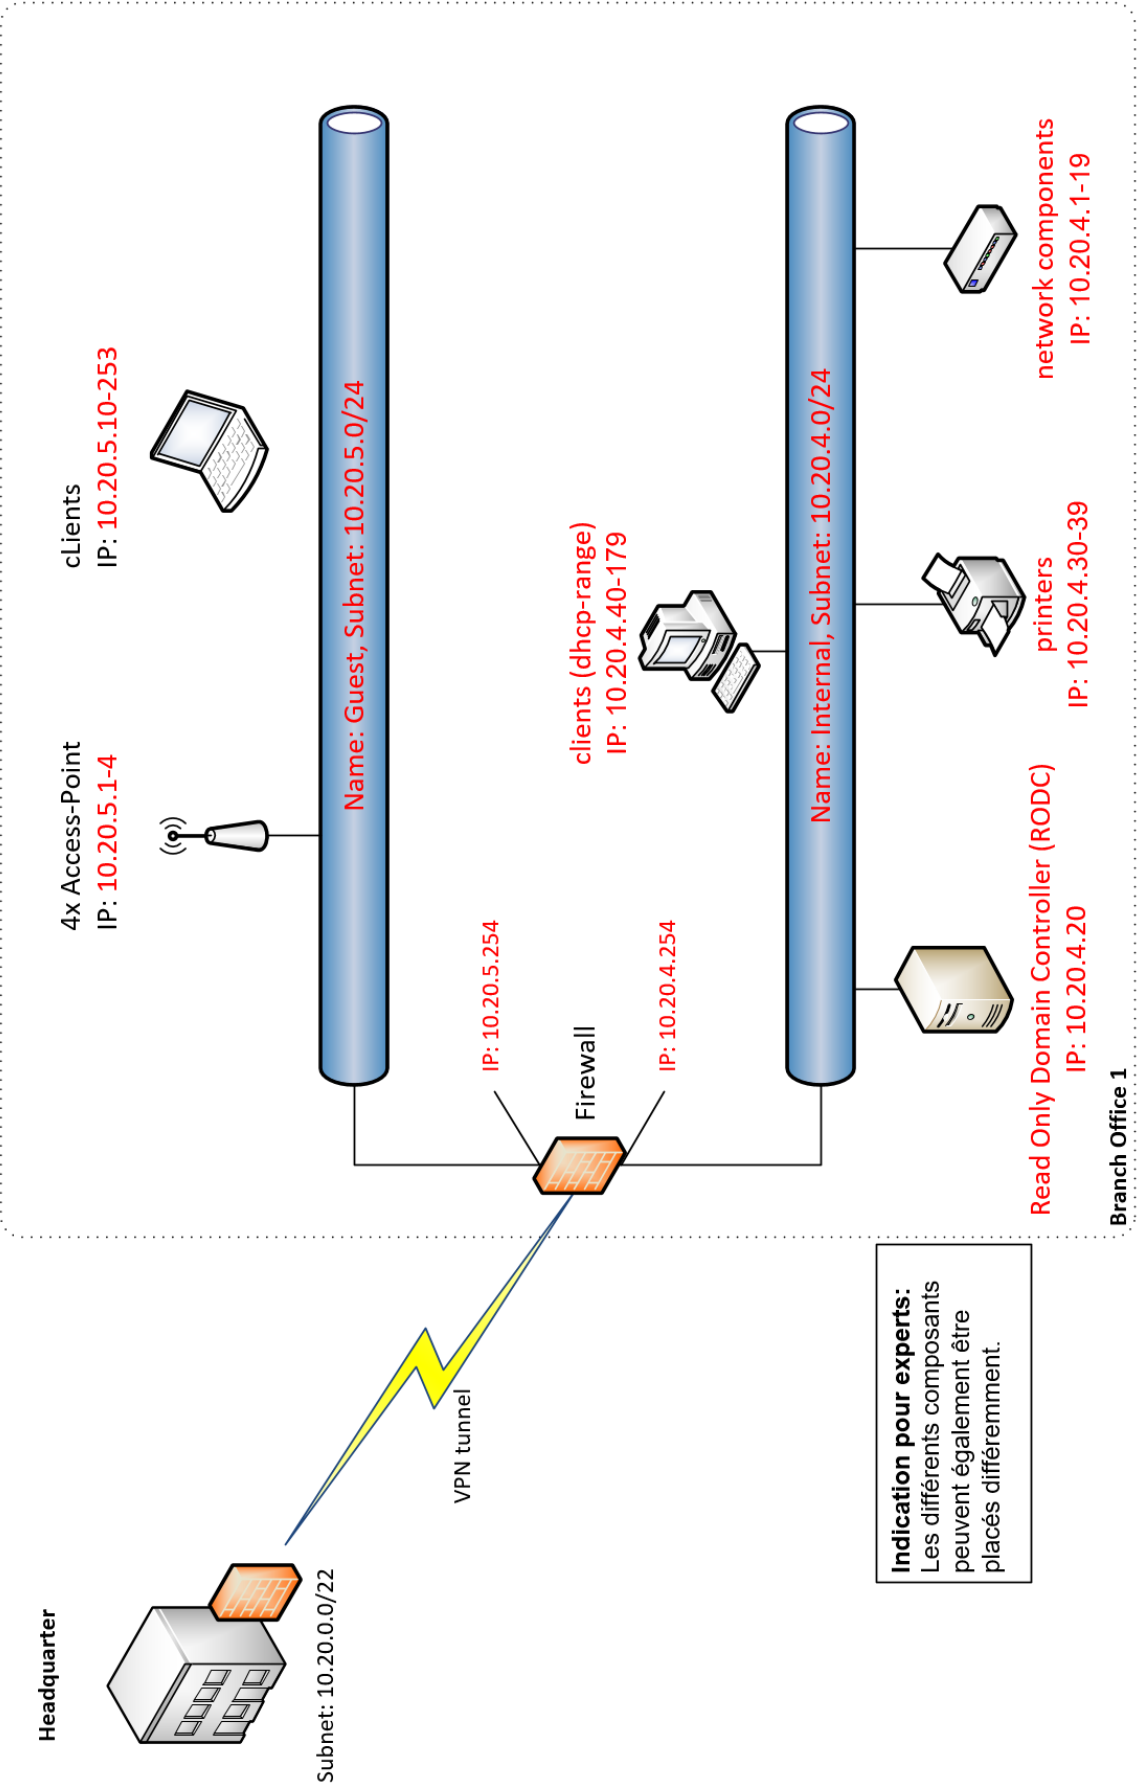 Headquarter
Subnet: 10.20.0.0/22
VPN tunnel
Indication pour experts:
Les différents composants
peuvent également être
placés différemment.
4x Access-Point
IP: 10.20.5.1-4
cLients
IP: 10.20.5.10-253
Name: Guest, Subnet: 10.20.5.0/24
IP: 10.20.5.254
Firewall
IP: 10.20.4.254
clients (dhcp-range)
IP: 10.20.4.40-179
Name: Internal, Subnet: 10.20.4.0/24
Read Only Domain Controller (RODC)
IP: 10.20.4.20
printers
IP: 10.20.4.30-39
network components
IP: 10.20.4.1-19
Branch Office 1